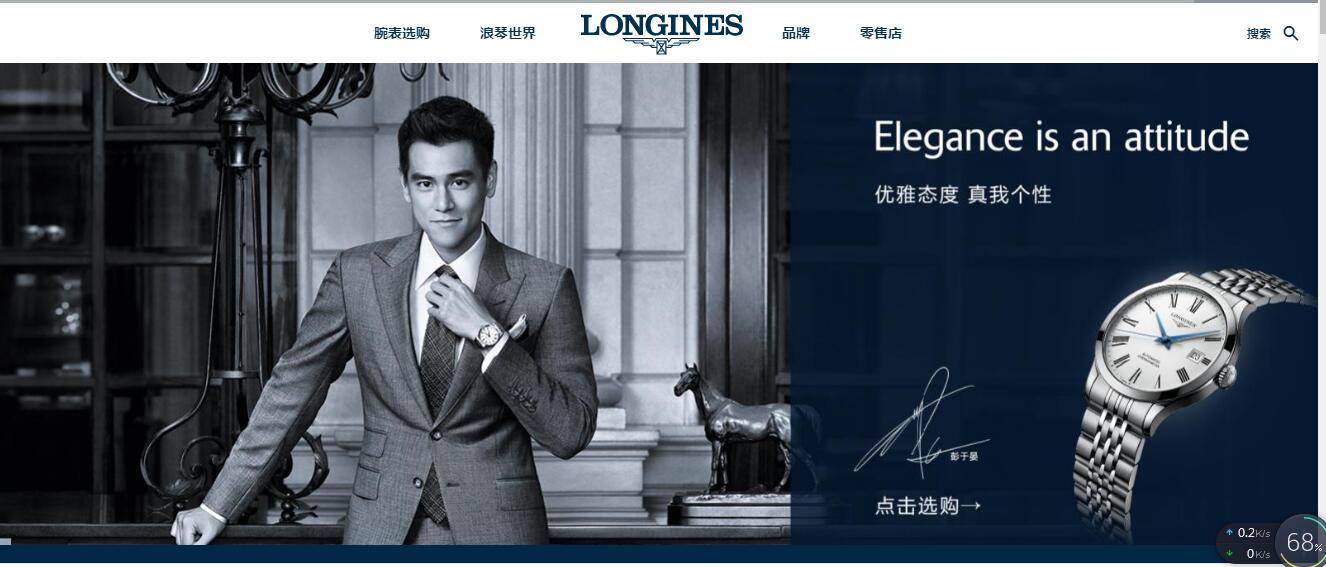 腕表选购
浪琴世界
LONGINES
品牌
零售店
搜索
Elegance is an attitude
优雅态度 真我个性
LONGINES
AUTOMATIC
彭于晏
点击选购→
0.2K/s
0K/s
68%